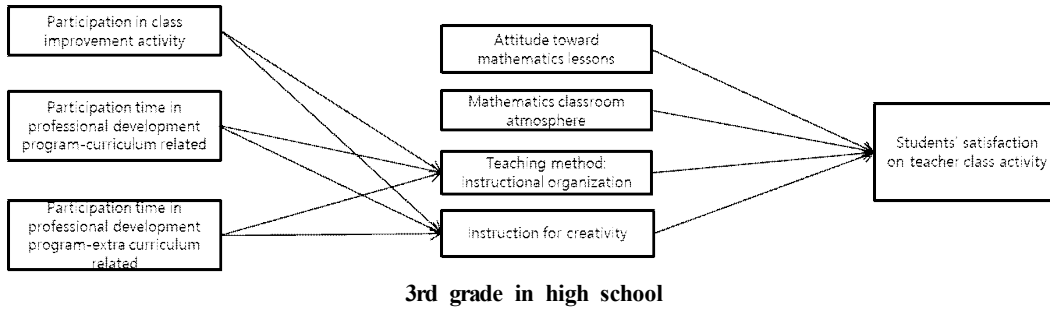 Participation in class
improvement activity
Participation time in
professional development
program-curriculum related
Participation time in
professional development
program-extra curriculum
related
Attitude toward
mathematics lessons
Mathematics classroom
atmosphere
Teaching method:
instructional organization
Instruction for creativity
Students' satisfaction
on teacher class activity
3rd grade in high school